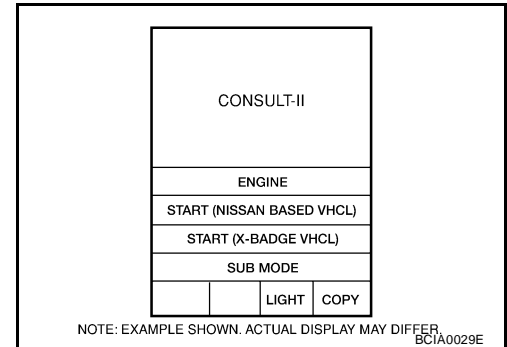 CONSULT-II
ENGINE
START (NISSAN BASED VHCL)
START (X-BADGE VHCL)
SUB MODE
LIGHT COPY
NOTE: EXAMPLE SHOWN. ACTUAL DISPLAY MAY DIFFER.
BCIA0029E